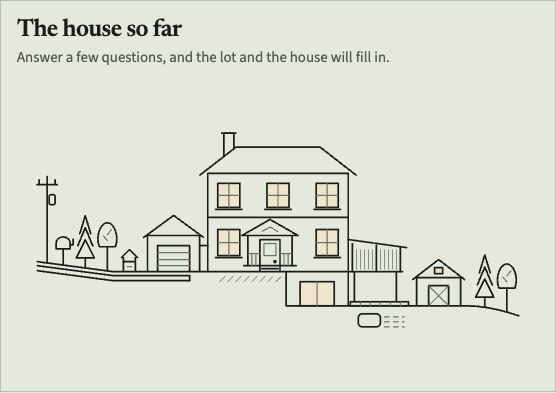 The house so far
Answer a few questions, and the lot and the house will fill in.